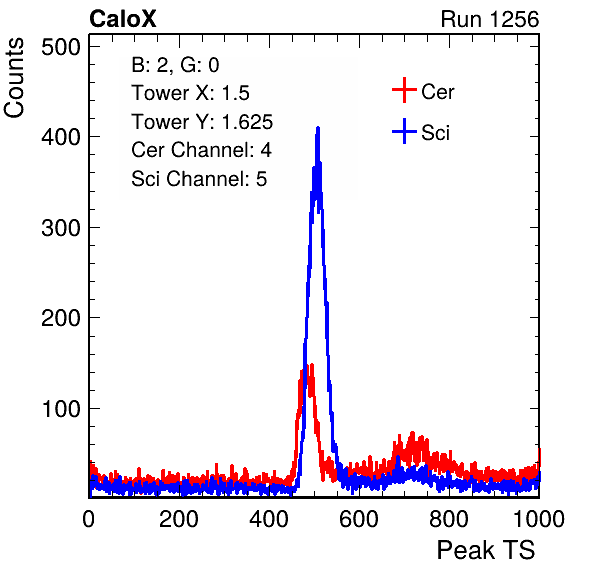 CaloX Run 1256
500
400
300
200
100
Counts
B: 2, G: 0
Tower X: 1.5
Tower Y: 1.625
Cer Channel: 4
Sci Channel: 5
Cer
Sci
0 200 400 600 800 1000
Peak TS